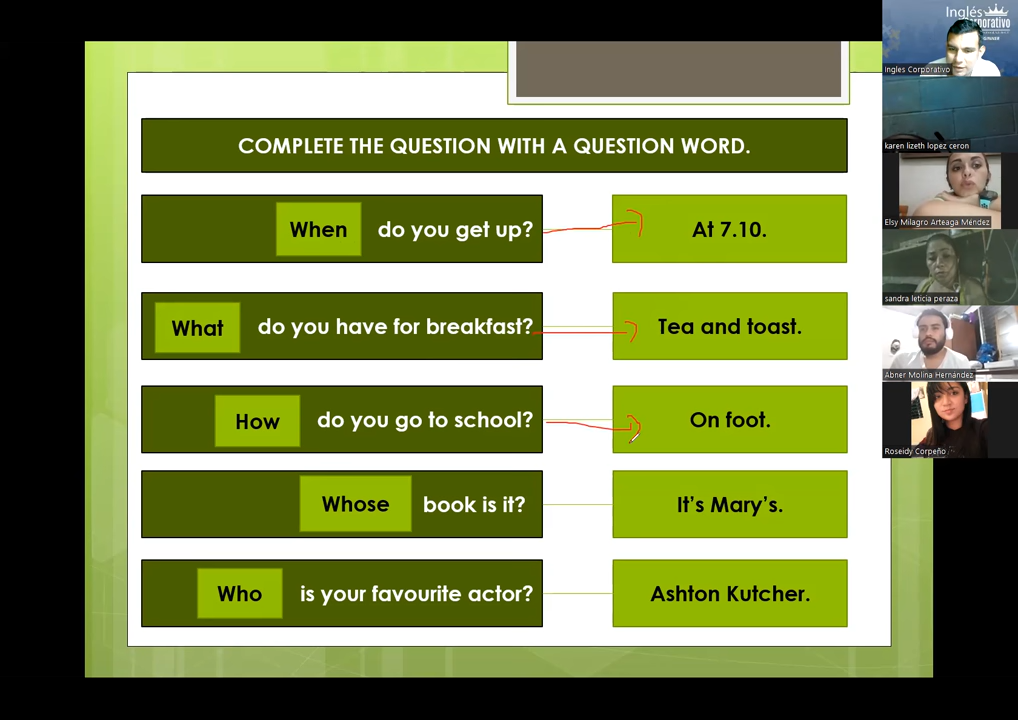 Inglés
Corporativo
Ingles Corporativo
karen lizeth lopez ceron
Elsy Milagro Arteaga Méndez
sandra leticia peraza
Abner Molina Hernández
Roseidy Corpeño
COMPLETE THE QUESTION WITH A QUESTION WORD.
When do you get up? At 7.10.
What do you have for breakfast? Tea and toast.
How do you go to school? On foot.
Whose book is it? It's Mary's.
Who is your favourite actor? Ashton Kutcher.